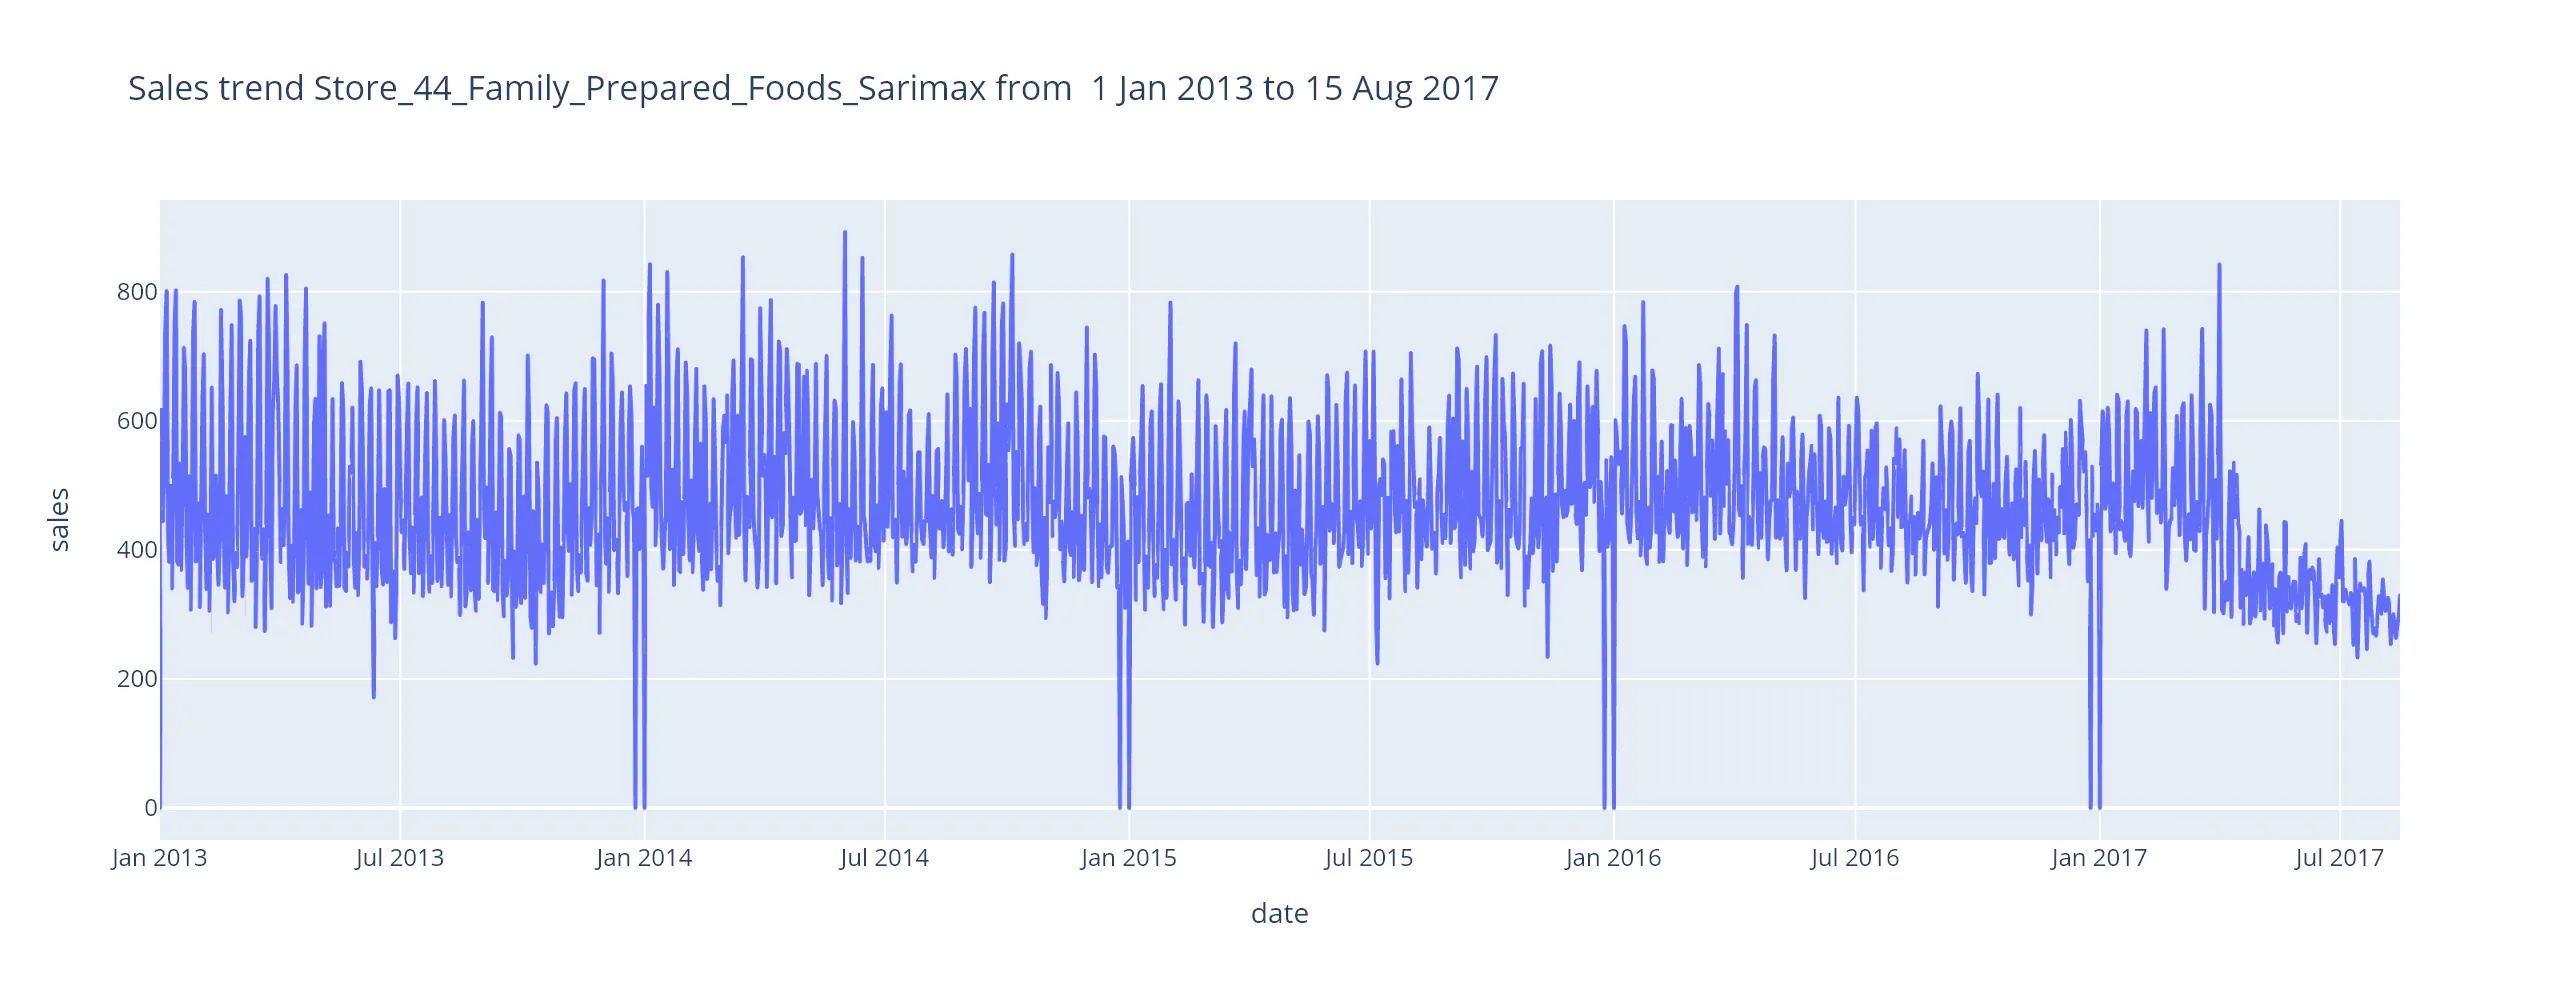 Sales trend Store_44_Family_Prepared_Foods_Sarimax from  1 Jan 2013 to 15 Aug 2017
800
600
400
200
0
sales
Jan 2013 Jul 2013 Jan 2014 Jul 2014 Jan 2015 Jul 2015 Jan 2016 Jul 2016 Jan 2017 Jul 2017
date